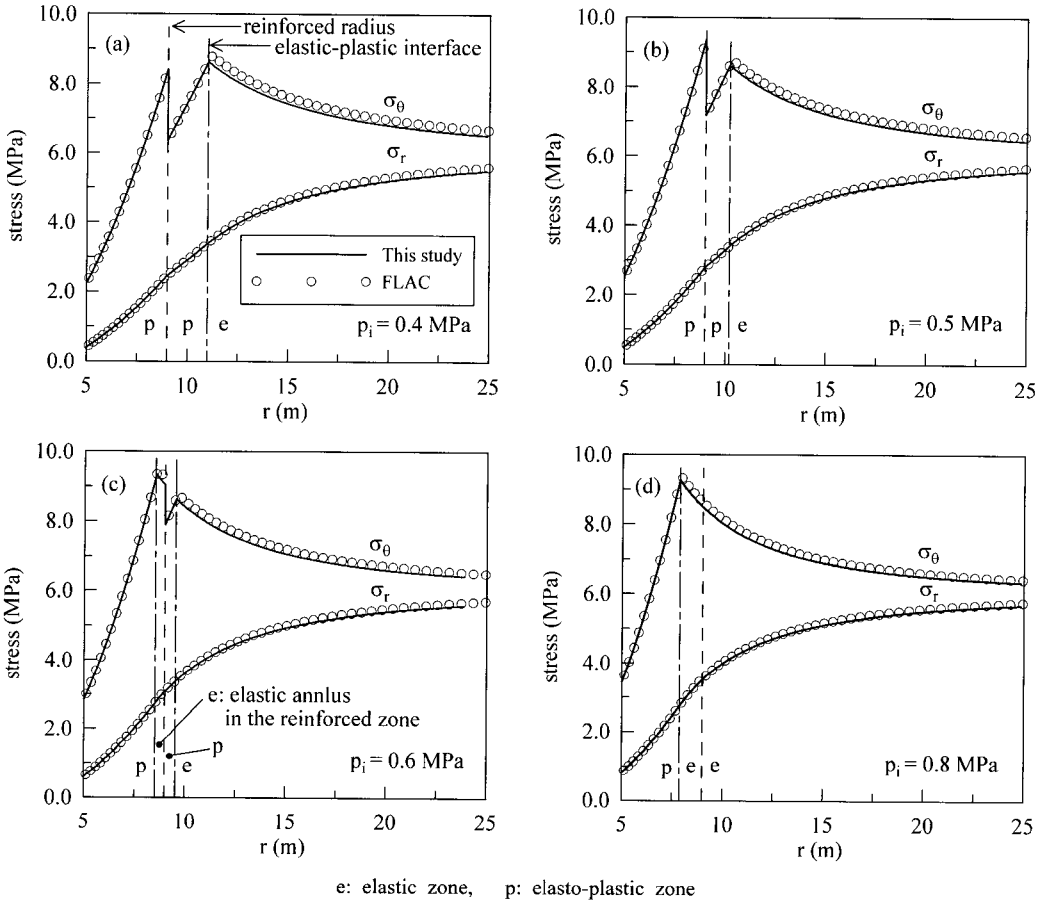 10.0
8.0
6.0
4.0
2.0
0.0
stress (MPa)
(a)
reinforced radius
elastic-plastic interface
σθ
σr
This study
FLAC
p p e
pi = 0.4 MPa
5 10 15 20 25
r (m)
10.0
8.0
6.0
4.0
2.0
0.0
stress (MPa)
(b)
σθ
σr
p p e
pi = 0.5 MPa
5 10 15 20 25
r (m)
10.0
8.0
6.0
4.0
2.0
0.0
stress (MPa)
(c)
σθ
σr
e: elastic annlus
in the reinforced zone
p
p e
pi = 0.6 MPa
5 10 15 20 25
r (m)
10.0
8.0
6.0
4.0
2.0
0.0
stress (MPa)
(d)
σθ
σr
p e e
pi = 0.8 MPa
5 10 15 20 25
r (m)
e: elastic zone, p: elasto-plastic zone